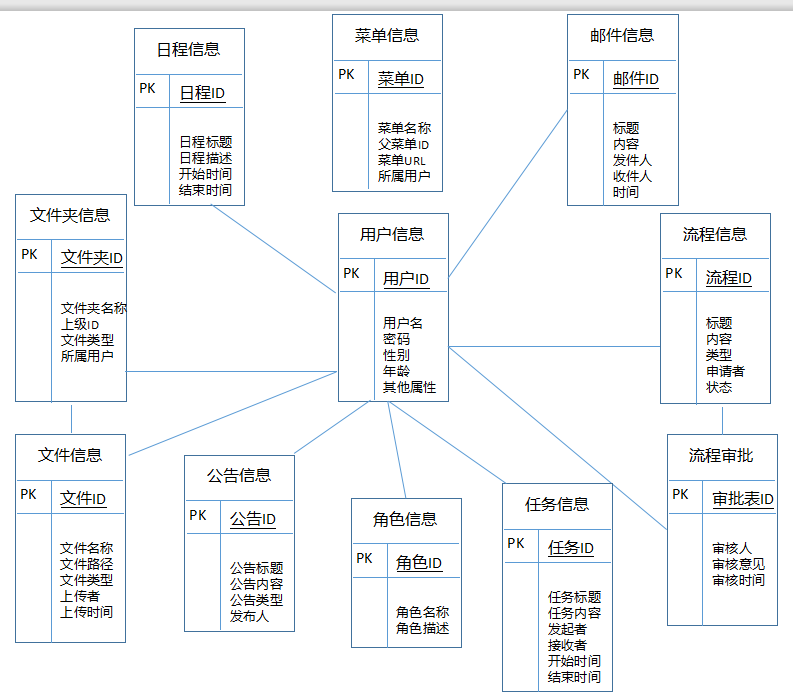 日程信息
PK
日程ID
日程标题
日程描述
开始时间
结束时间
菜单信息
PK
菜单ID
菜单名称
父菜单ID
菜单URL
所属用户
邮件信息
PK
邮件ID
标题
内容
发件人
收件人
时间
文件夹信息
PK
文件夹ID
文件夹名称
上级ID
文件类型
所属用户
用户信息
PK
用户ID
用户名
密码
性别
年龄
其他属性
流程信息
PK
流程ID
标题
内容
类型
申请者
状态
文件信息
PK
文件ID
文件名称
文件路径
文件类型
上传者
上传时间
公告信息
PK
公告ID
公告标题
公告内容
公告类型
发布人
角色信息
PK
角色ID
角色名称
角色描述
任务信息
PK
任务ID
任务标题
任务内容
发起者
接收者
开始时间
结束时间
流程审批
PK
审批表ID
审核人
审核意见
审核时间